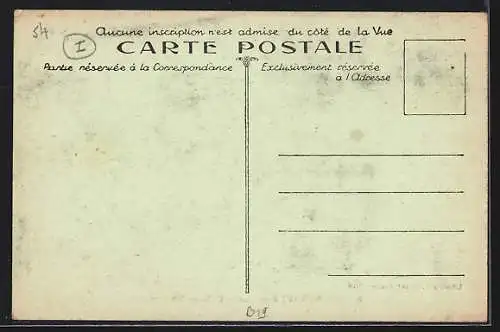 54
I
Aucune inscription n'est admise du côté de la Vue
CARTE POSTALE
Partie réservée à la Correspondance
Exclusivement réservée
à l'Adresse